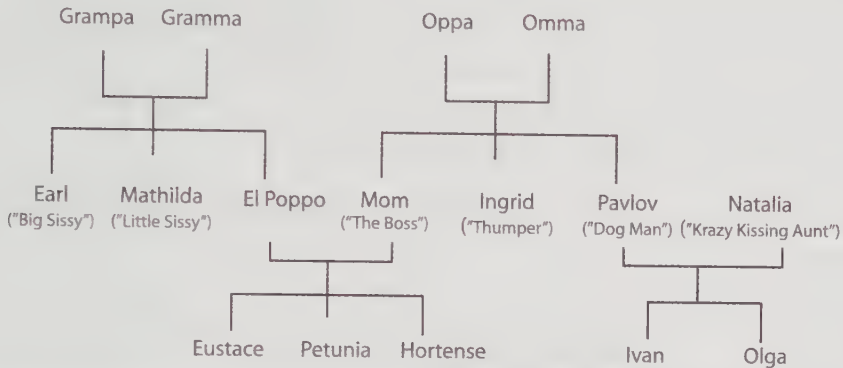 Grampa Gramma Oppa Omma
Earl Mathilda El Poppo Mom Ingrid Pavlov Natalia
("Big Sissy") ("Little Sissy") ("The Boss") ("Thumper") ("Dog Man") ("Krazy Kissing Aunt")
Eustace Petunia Hortense Ivan Olga